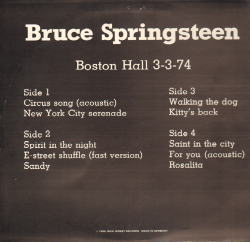 Bruce Springsteen
Boston Hall 3-3-74
Side 1
Circus song (acoustic)
New York City serenade
Side 2
Spirit in the night
E-street shuffle (fast version)
Sandy
Side 3
Walking the dog
Kitty's back
Side 4
Saint in the city
For you (acoustic)
Rosalita